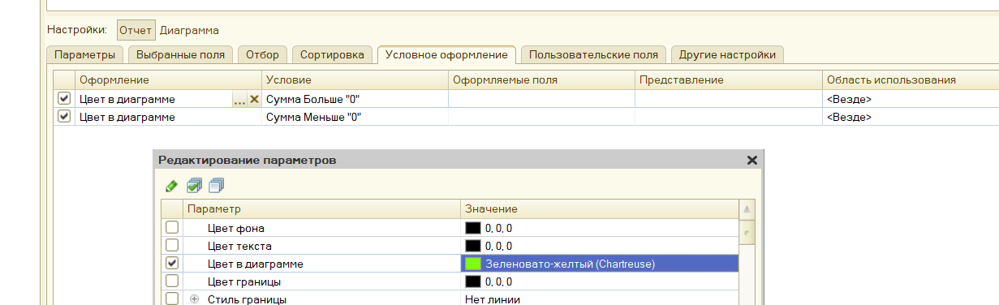 Настройки: Отчет Диаграмма
Параметры Выбранные поля Отбор Сортировка Условное оформление Пользовательские поля Другие настройки
Оформление Условие Оформляемые поля Представление Область использования
Цвет в диаграмме ... Сумма Больше "0" <Везде>
Цвет в диаграмме Сумма Меньше "0" <Везде>
Редактирование параметров
Параметр Значение
Цвет фона 0, 0, 0
Цвет текста 0, 0, 0
Цвет в диаграмме Зеленовато-желтый (Chartreuse)
Цвет границы 0, 0, 0
Стиль границы Нет линии